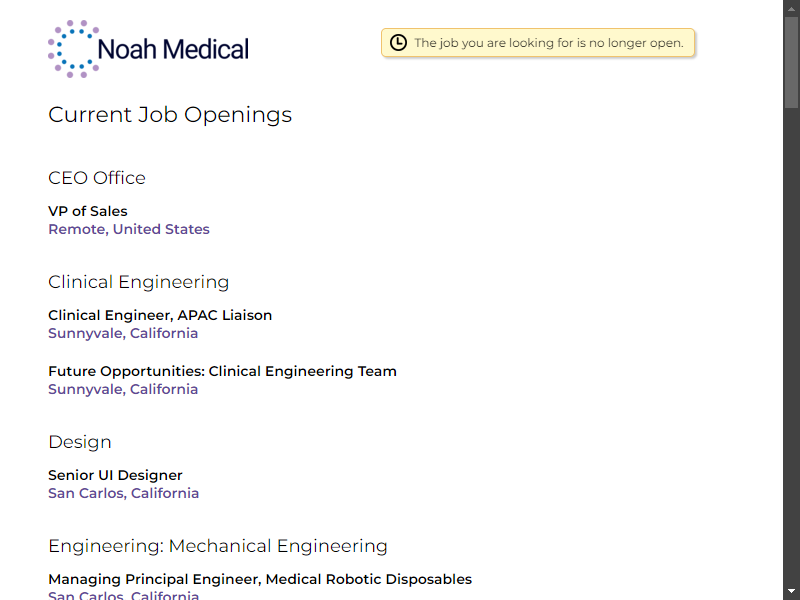 Noah Medical
The job you are looking for is no longer open.
Current Job Openings
CEO Office
VP of Sales
Remote, United States
Clinical Engineering
Clinical Engineer, APAC Liaison
Sunnyvale, California
Future Opportunities: Clinical Engineering Team
Sunnyvale, California
Design
Senior UI Designer
San Carlos, California
Engineering: Mechanical Engineering
Managing Principal Engineer, Medical Robotic Disposables
San Carlos, California